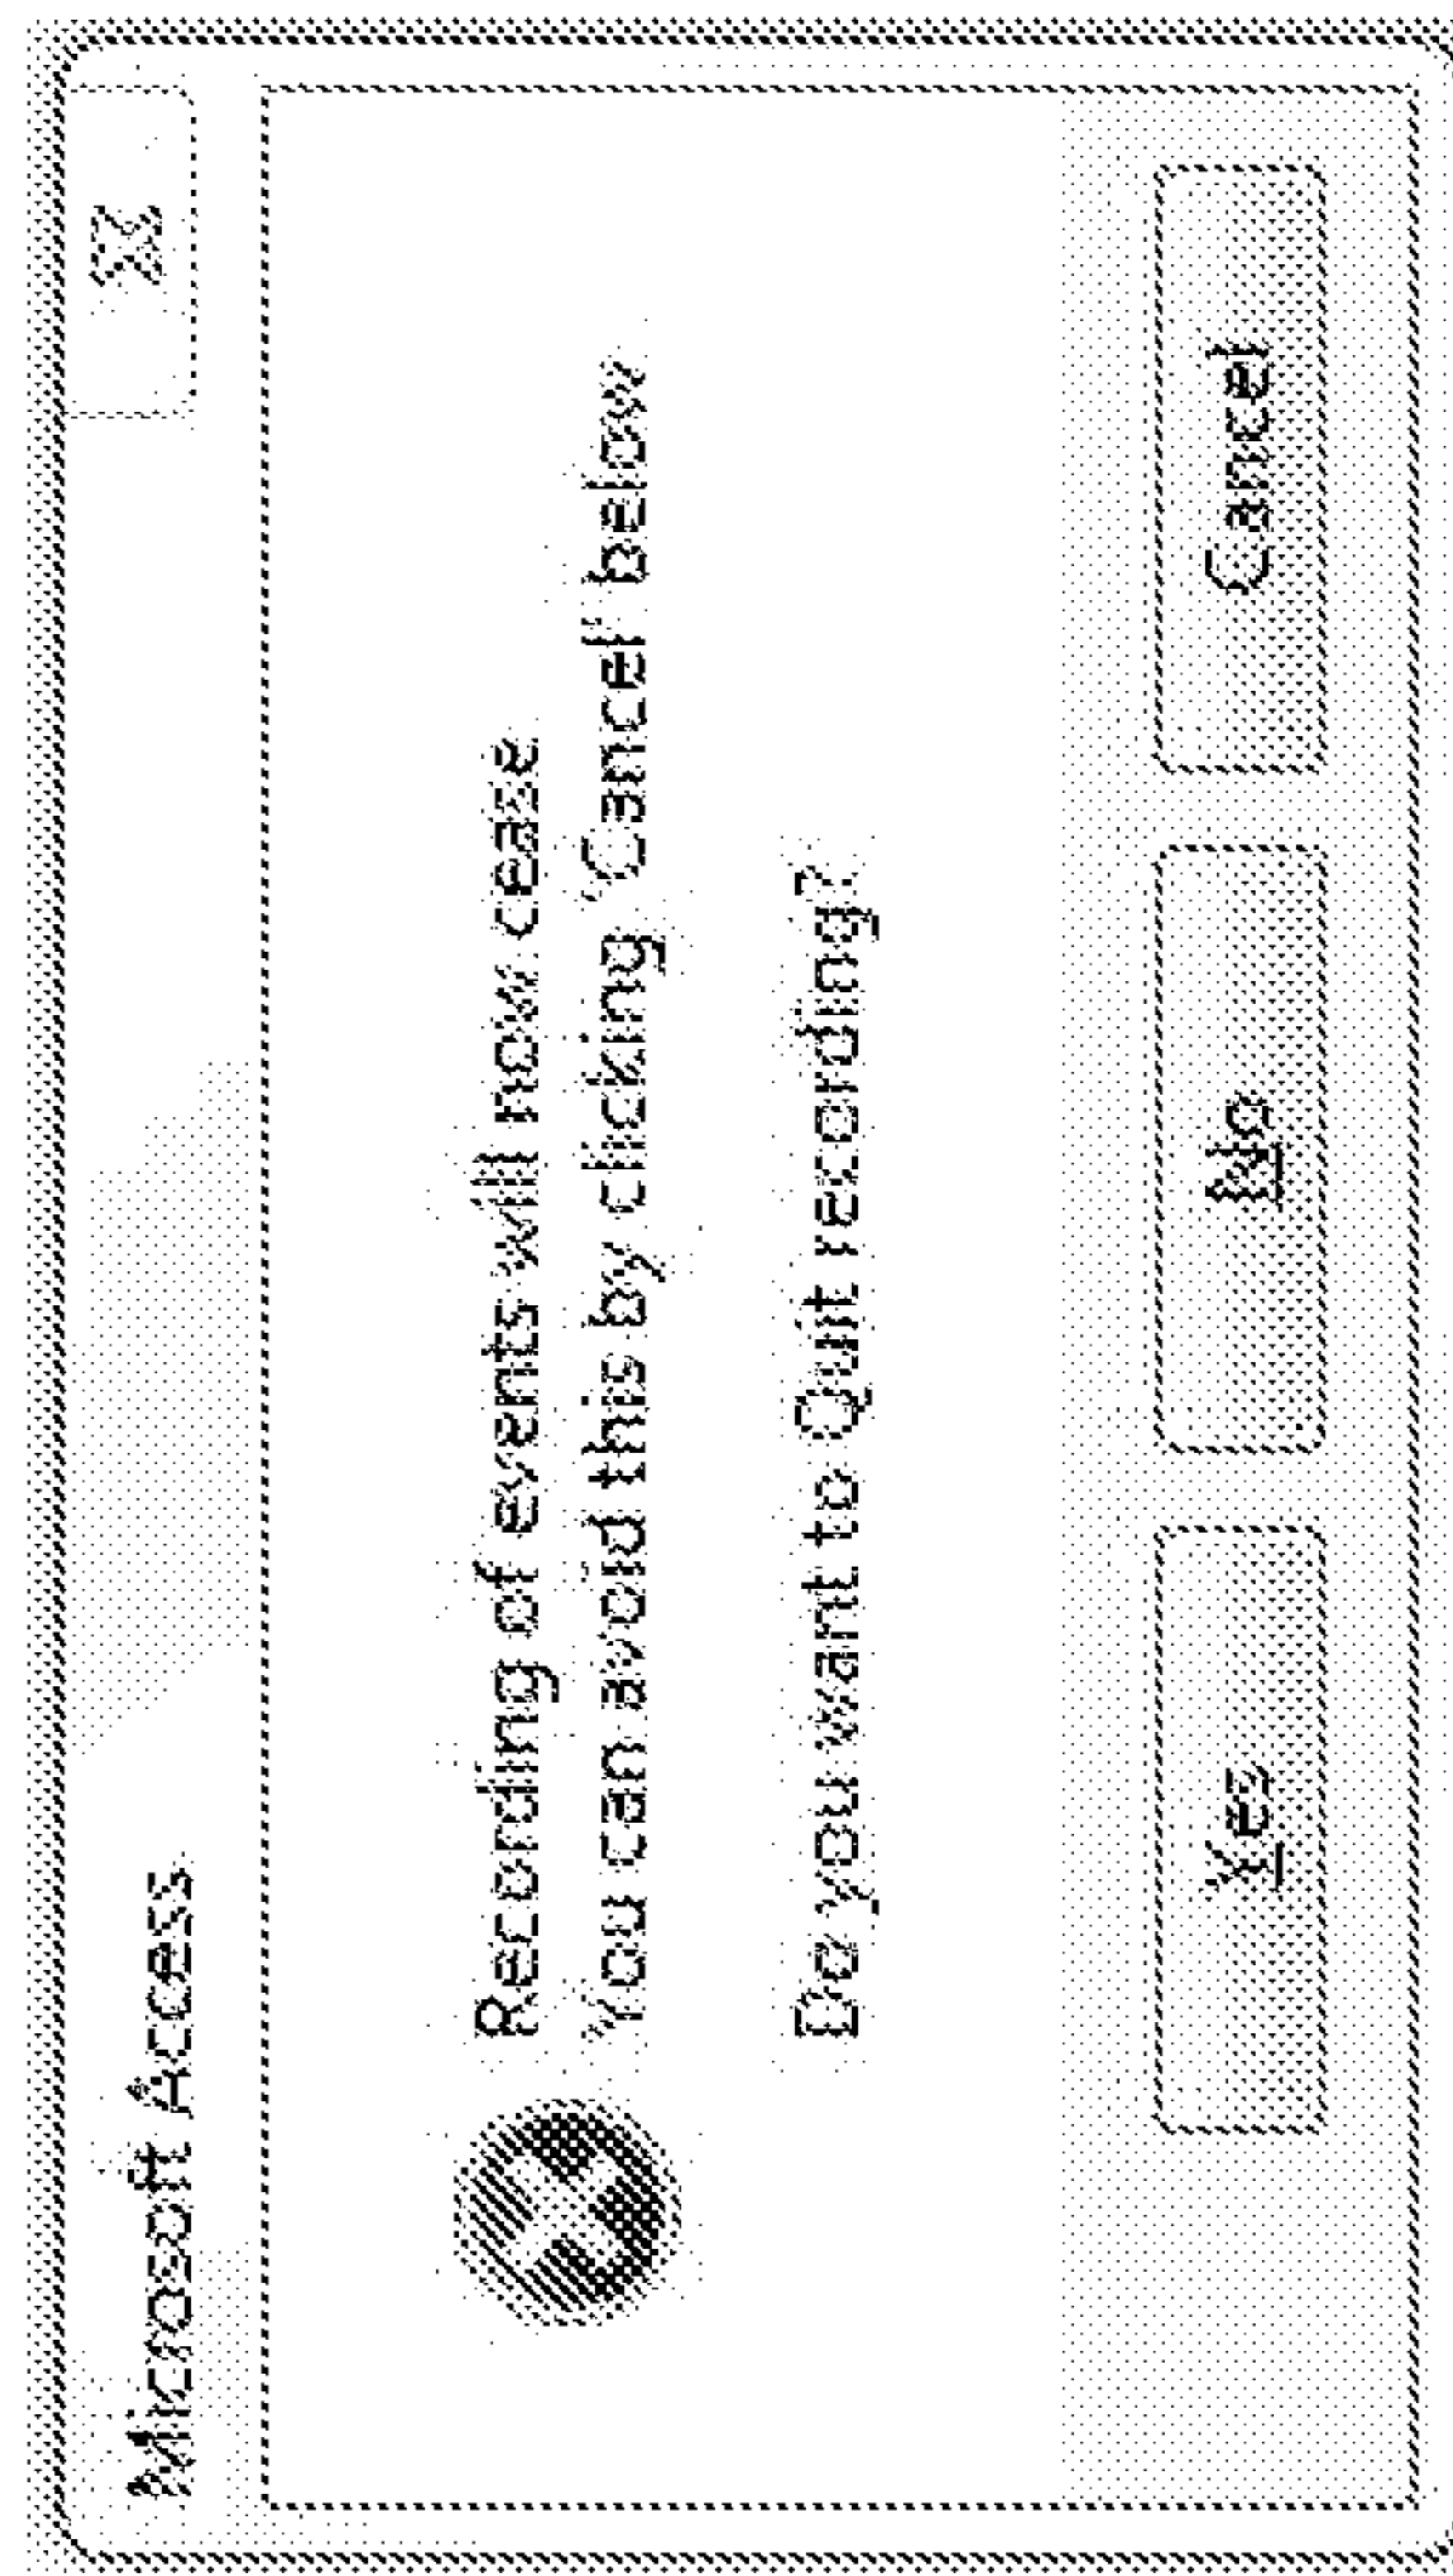 Microsoft Access
Recording of events will now cease
You can avoid this by clicking 'Cancel' below
Do you want to Quit recording?
Yes
No
Cancel